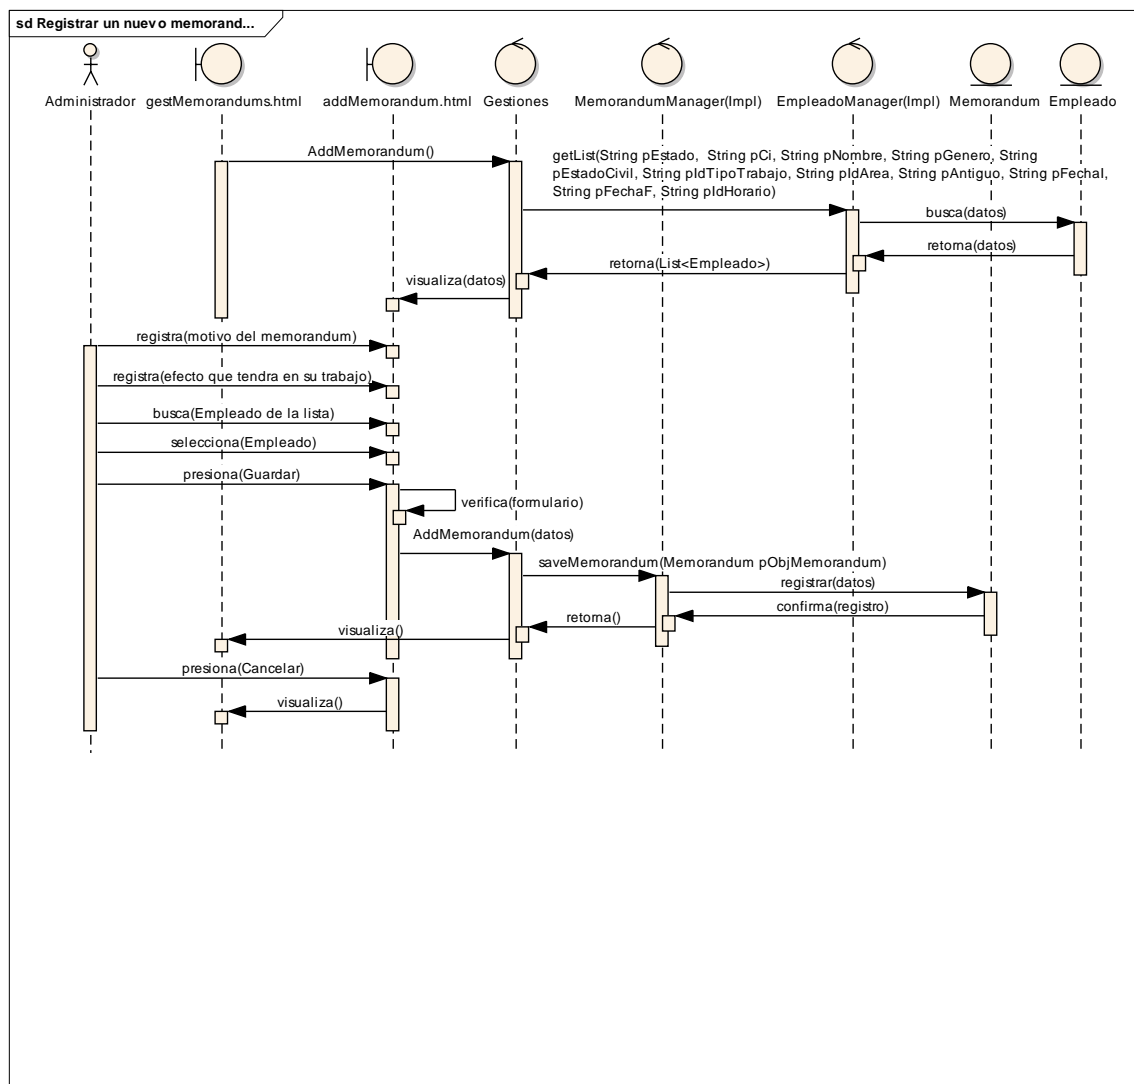 sd Registrar un nuevo memorand...
Administrador
gestMemorandums.html
addMemorandum.html
Gestiones
MemorandumManager(Impl)
EmpleadoManager(Impl)
Memorandum
Empleado
AddMemorandum()
getList(String pEstado, String pCi, String pNombre, String pGenero, String
pEstadoCivil, String pIdTipoTrabajo, String pIdArea, String pAntiguo, String pFechaI,
String pFechaF, String pIdHorario)
busca(datos)
retorna(datos)
retorna(List<Empleado>)
visualiza(datos)
registra(motivo del memorandum)
registra(efecto que tendra en su trabajo)
busca(Empleado de la lista)
selecciona(Empleado)
presiona(Guardar)
verifica(formulario)
AddMemorandum(datos)
saveMemorandum(Memorandum pObjMemorandum)
registrar(datos)
confirma(registro)
retorna()
visualiza()
presiona(Cancelar)
visualiza()